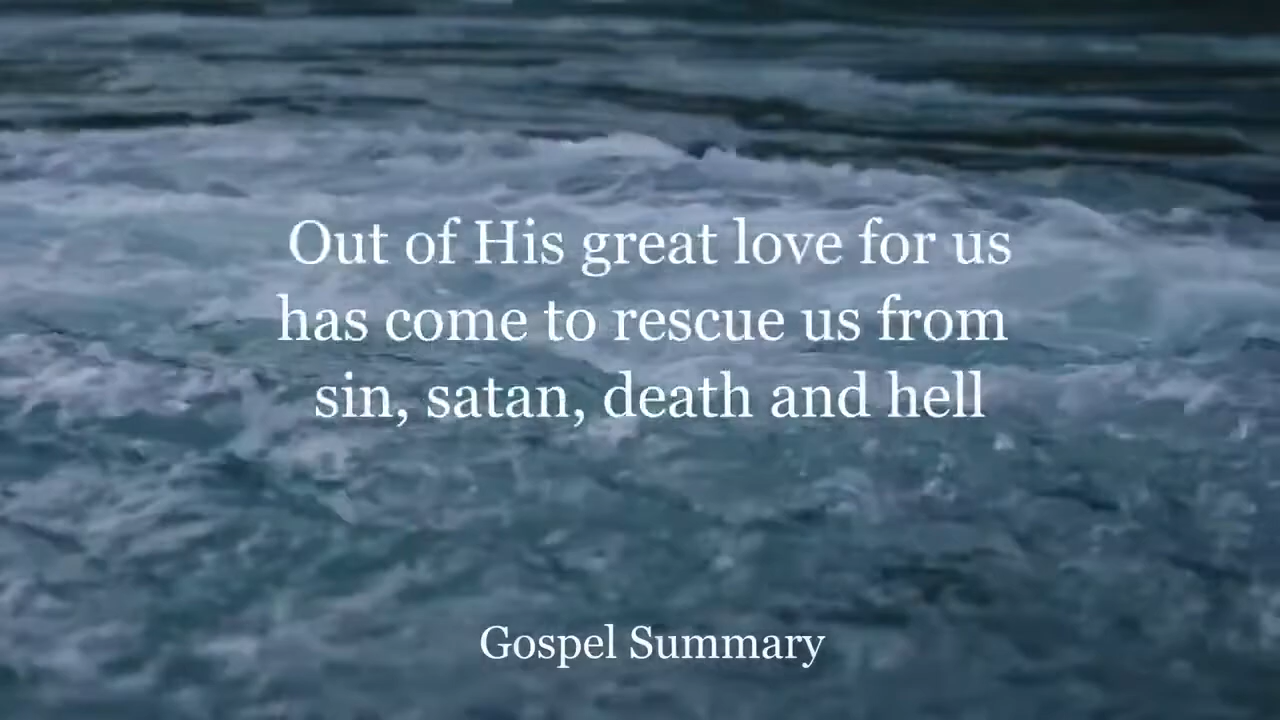 Out of His great love for us
has come to rescue us from
sin, satan, death and hell
Gospel Summary